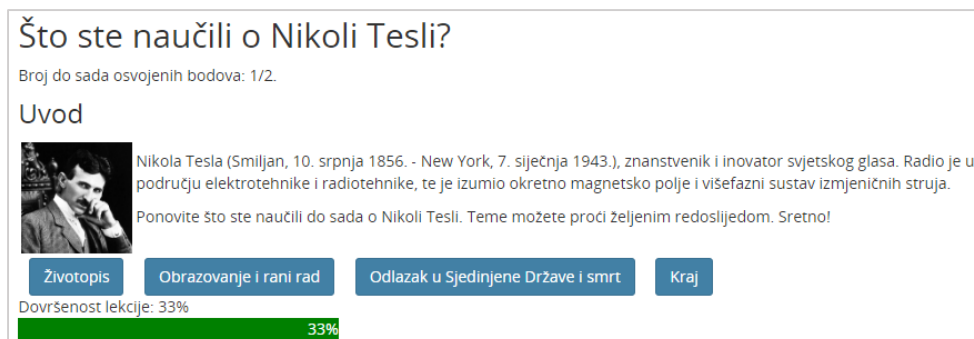 Što ste naučili o Nikoli Tesli?
Broj do sada osvojenih bodova: 1/2.
Uvod
Nikola Tesla (Smiljan, 10. srpnja 1856. - New York, 7. siječnja 1943.), znanstvenik i inovator svjetskog glasa. Radio je u
području elektrotehnike i radiotehnike, te je izumio okretno magnetsko polje i višefazni sustav izmjeničnih struja.
Ponovite što ste naučili do sada o Nikoli Tesli. Teme možete proći željenim redoslijedom. Sretno!
Životopis Obrazovanje i rani rad Odlazak u Sjedinjene Države i smrt Kraj
Dovršenost lekcije: 33%
33%